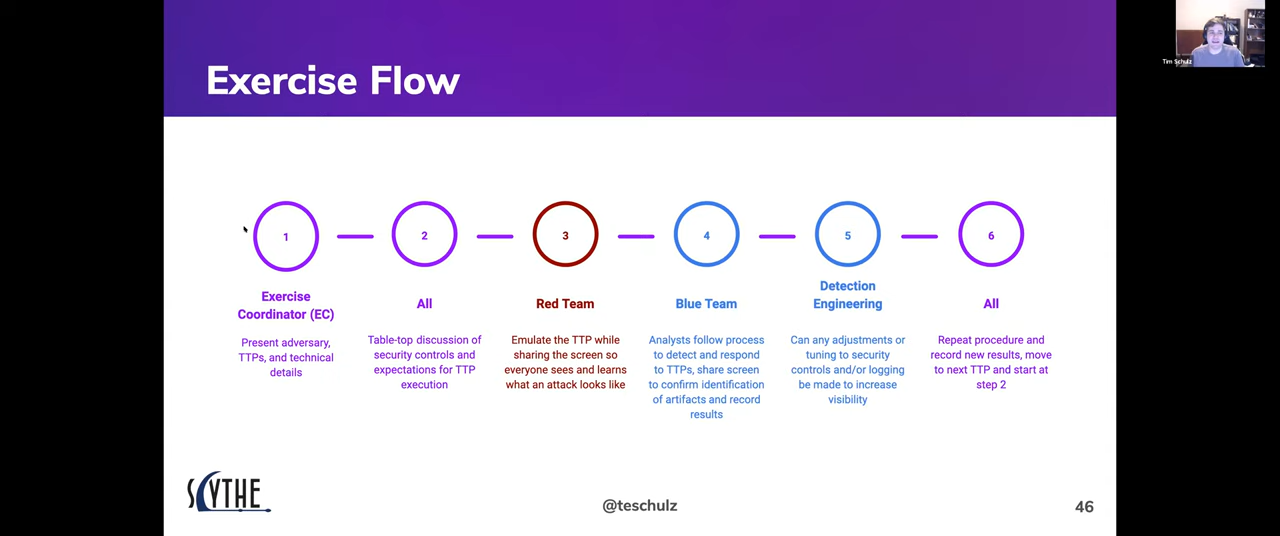 Exercise Flow
Tim Schulz
1
2
3
4
5
6
Exercise
Coordinator (EC)
Present adversary,
TTPs, and technical
details
All
Table-top discussion of
security controls and
expectations for TTP
execution
Red Team
Emulate the TTP while
sharing the screen so
everyone sees and learns
what an attack looks like
Blue Team
Analysts follow process
to detect and respond
to TTPs, share screen
to confirm identification
of artifacts and record
results
Detection
Engineering
Can any adjustments or
tuning to security
controls and/or logging
be made to increase
visibility
All
Repeat procedure and
record new results, move
to next TTP and start at
step 2
SCYTHE
@teschulz
46